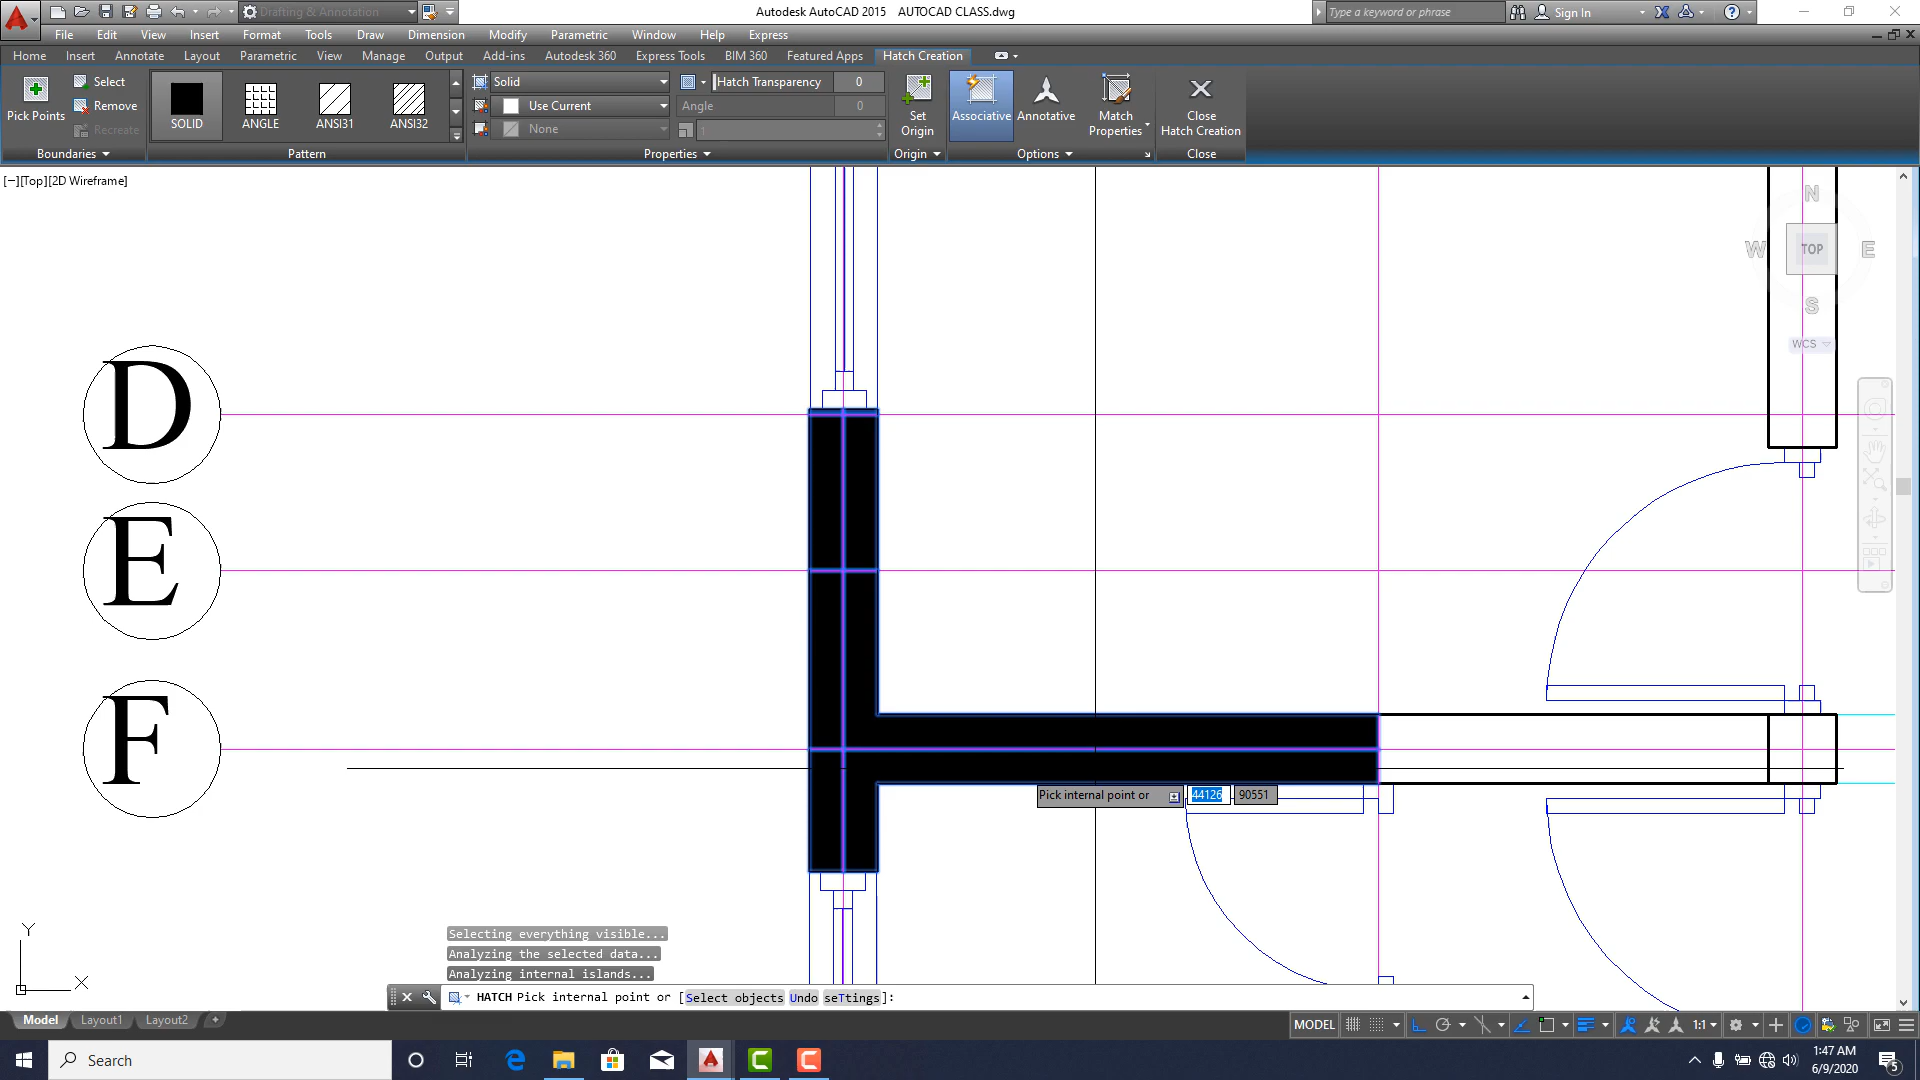 Drafting & Annotation
Autodesk AutoCAD 2015 AUTOCAD CLASS.dwg
Type a keyword or phrase
Sign In
File Edit View Insert Format Tools Draw Dimension Modify Parametric Window Help Express
Home Insert Annotate Layout Parametric View Manage Output Add-ins Autodesk 360 Express Tools BIM 360 Featured Apps Hatch Creation
Pick Points
Select
Remove
Recreate
Boundaries
SOLID ANGLE ANSI31 ANSI32
Pattern
Solid
Use Current
None
Hatch Transparency 0
Angle 0
1
Properties
Set Origin
Origin
Associative
Annotative
Match Properties
Options
Close Hatch Creation
Close
[−][Top][2D Wireframe]
N
W TOP E
S
WCS
D
E
F
Pick internal point or 44126 90551
Y
X
Selecting everything visible...
Analyzing the selected data...
Analyzing internal islands...
HATCH Pick internal point or [Select objects Undo seTtings]:
Model Layout1 Layout2 +
MODEL 1:1
Search
1:47 AM
6/9/2020
5